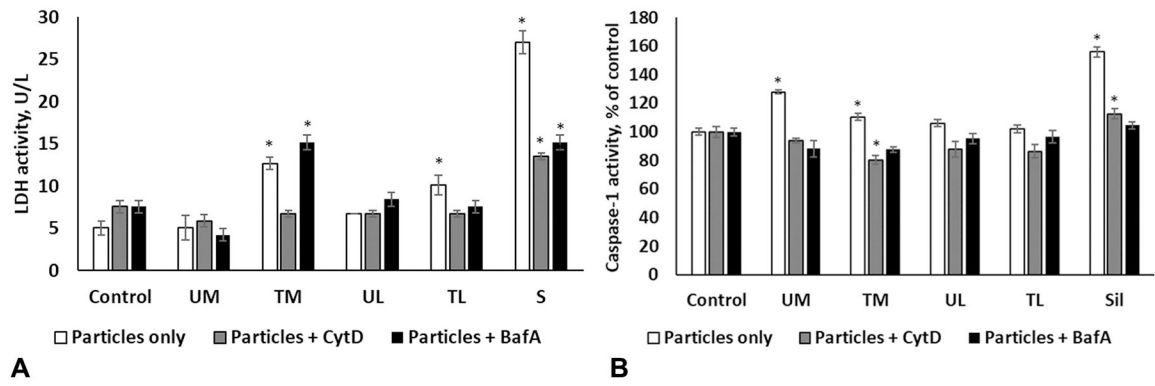 LDH activity, U/L
30
25
20
15
10
5
0
* * * * * * *
Control UM TM UL TL S
Particles only Particles + CytD Particles + BafA
A
Caspase-1 activity, % of control
180
160
140
120
100
80
60
40
20
0
* * * * *
Control UM TM UL TL Sil
Particles only Particles + CytD Particles + BafA
B